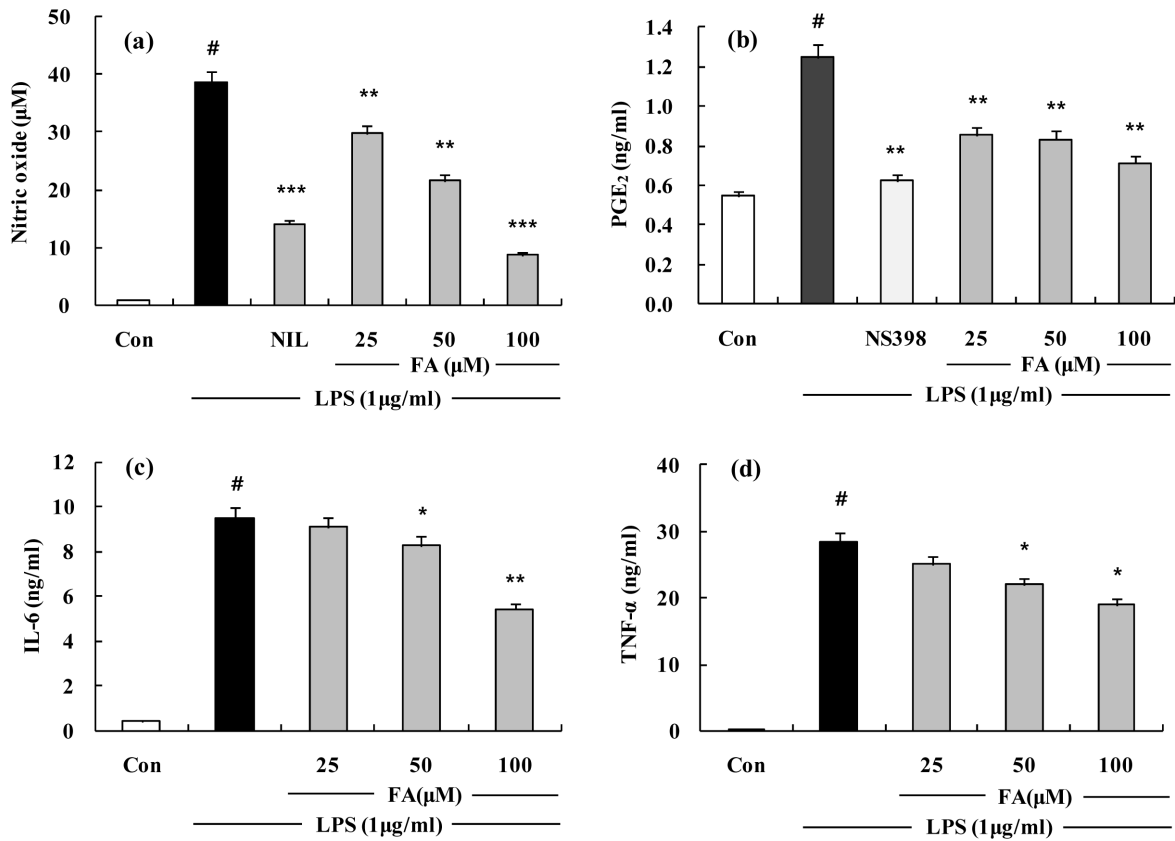 (a)
Nitric oxide (μM)
50
40
30
20
10
0
#
***
**
**
***
Con NIL 25 50 100
FA (μM)
LPS (1μg/ml)
(b)
PGE₂ (ng/ml)
1.4
1.2
1.0
0.8
0.6
0.4
0.2
0.0
#
**
**
**
**
Con NS398 25 50 100
FA (μM)
LPS (1μg/ml)
(c)
IL-6 (ng/ml)
12
10
8
6
4
2
0
#
*
**
Con 25 50 100
FA(μM)
LPS (1μg/ml)
(d)
TNF-α (ng/ml)
40
30
20
10
0
#
*
*
Con 25 50 100
FA(μM)
LPS (1μg/ml)